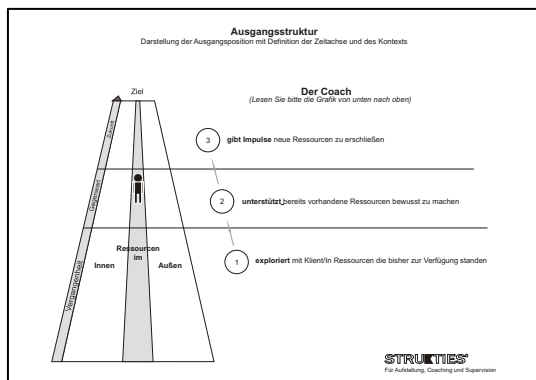 Ausgangsstruktur
Darstellung der Ausgangsposition mit Definition der Zeitachse und des Kontexts
Ziel
Der Coach
(Lesen Sie bitte die Grafik von unten nach oben)
Zukunft
3 gibt Impulse neue Ressourcen zu erschließen
Gegenwart
2 unterstützt bereits vorhandene Ressourcen bewusst zu machen
Vergangenheit
Ressourcen
im
Innen Außen
1 exploriert mit Klient/In Ressourcen die bisher zur Verfügung standen
STRUKTIES®
Für Aufstellung, Coaching und Supervision